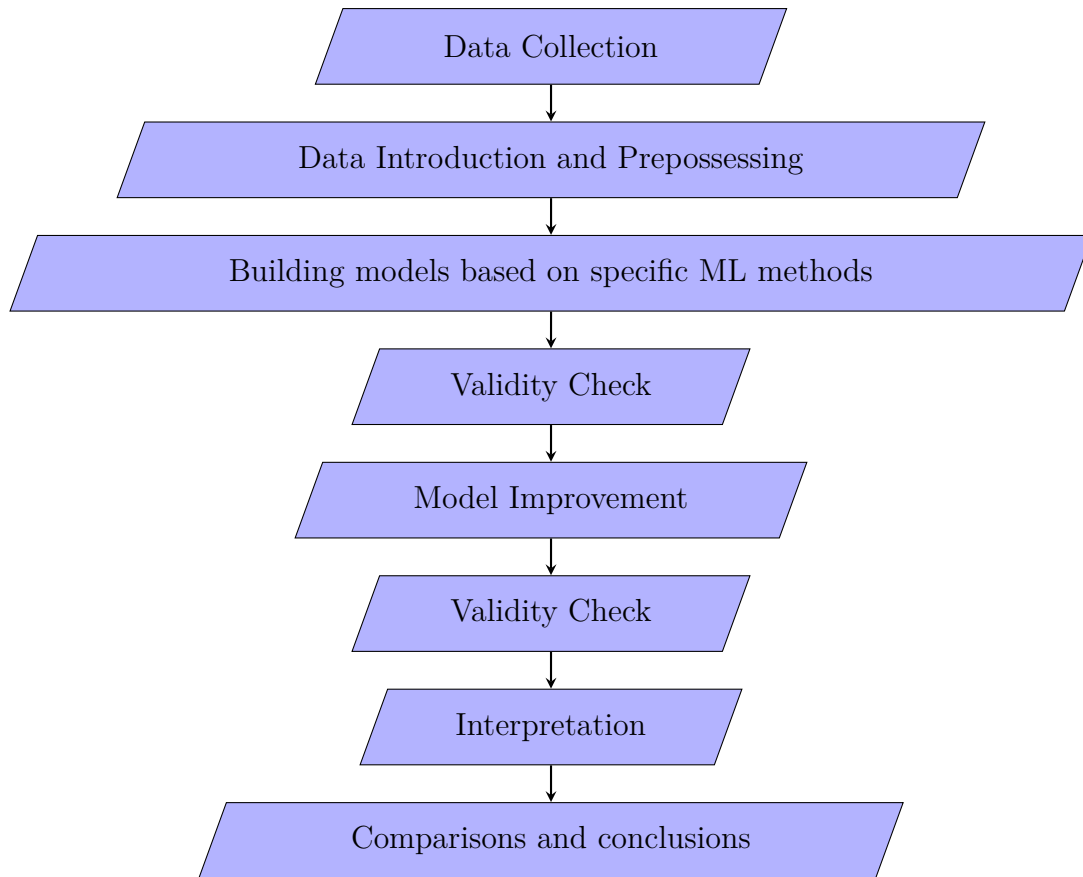 Data Collection
Data Introduction and Prepossessing
Building models based on specific ML methods
Validity Check
Model Improvement
Validity Check
Interpretation
Comparisons and conclusions